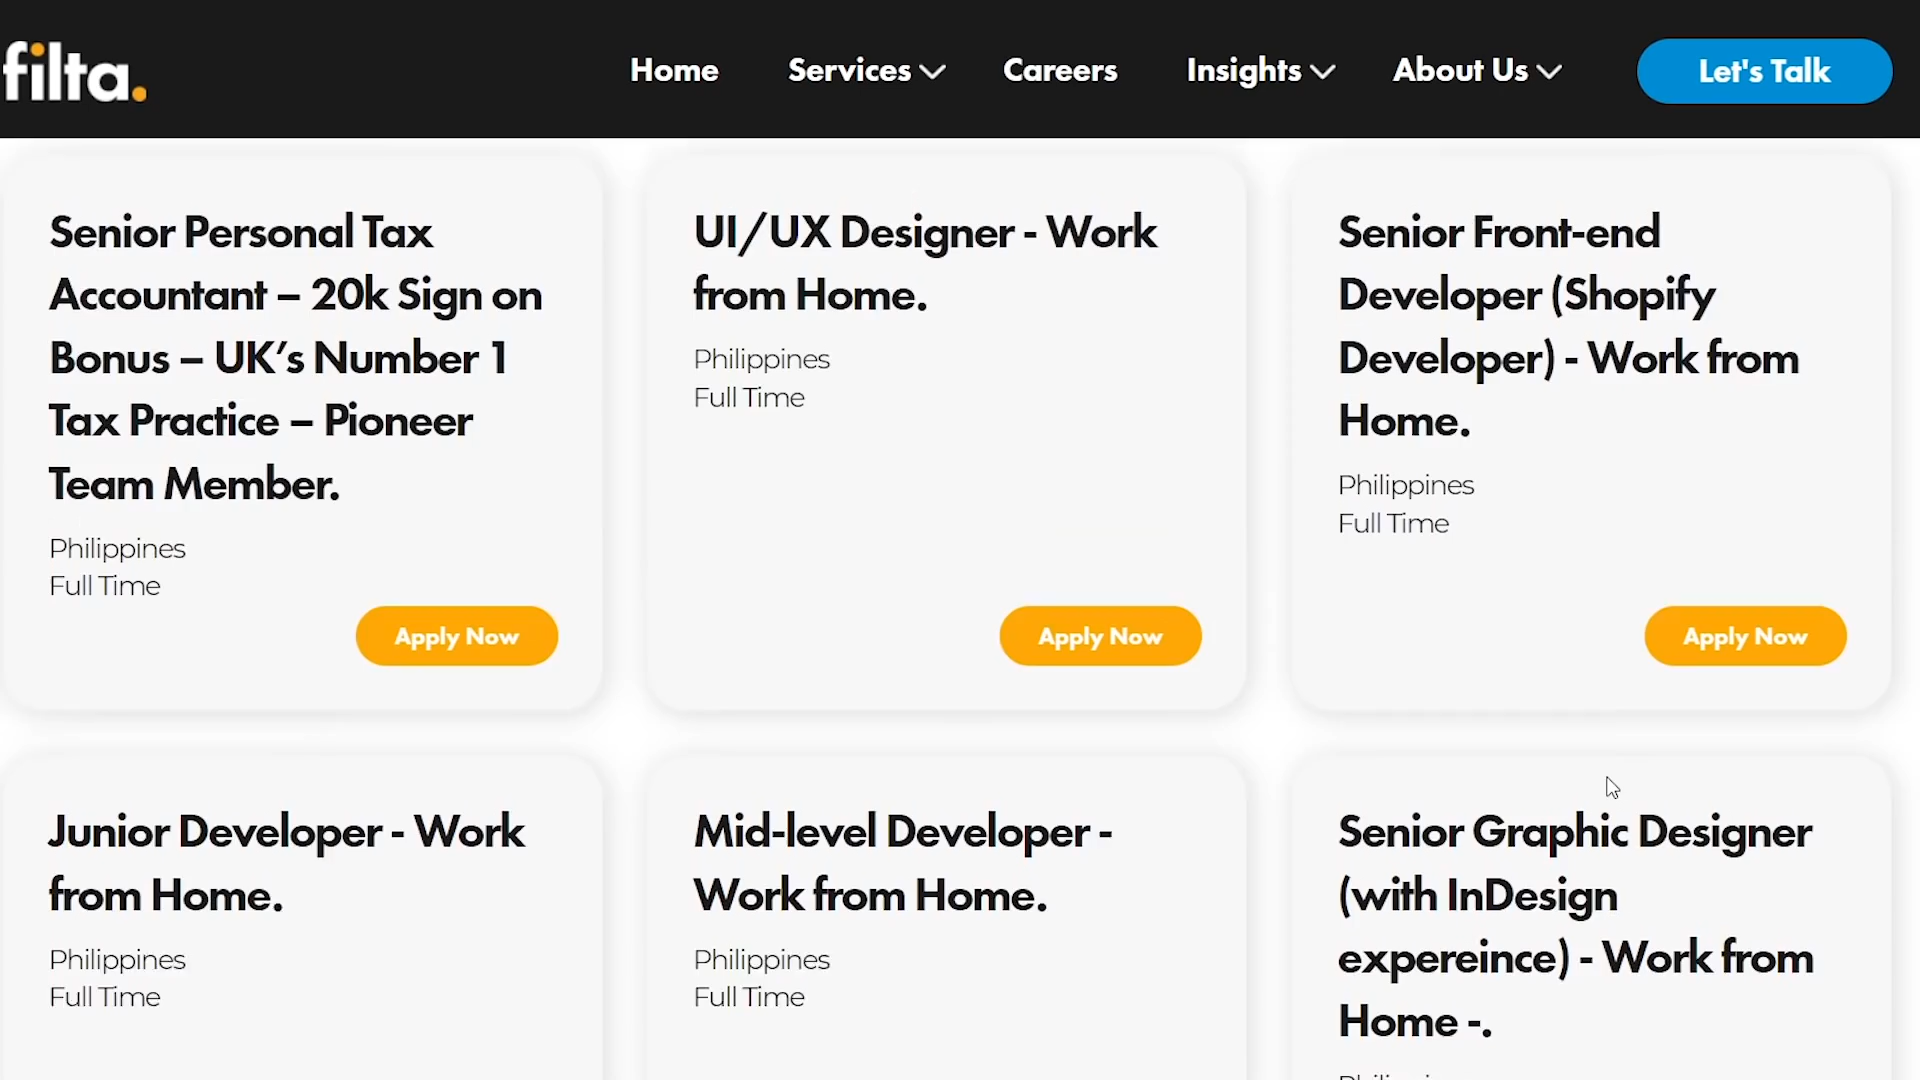 filta.
Home
Services
Careers
Insights
About Us
Let's Talk
Senior Personal Tax
Accountant – 20k Sign on
Bonus – UK’s Number 1
Tax Practice – Pioneer
Team Member.
Philippines
Full Time
Apply Now
UI/UX Designer - Work
from Home.
Philippines
Full Time
Apply Now
Senior Front-end
Developer (Shopify
Developer) - Work from
Home.
Philippines
Full Time
Apply Now
Junior Developer - Work
from Home.
Philippines
Full Time
Mid-level Developer -
Work from Home.
Philippines
Full Time
Senior Graphic Designer
(with InDesign
expereince) - Work from
Home -.